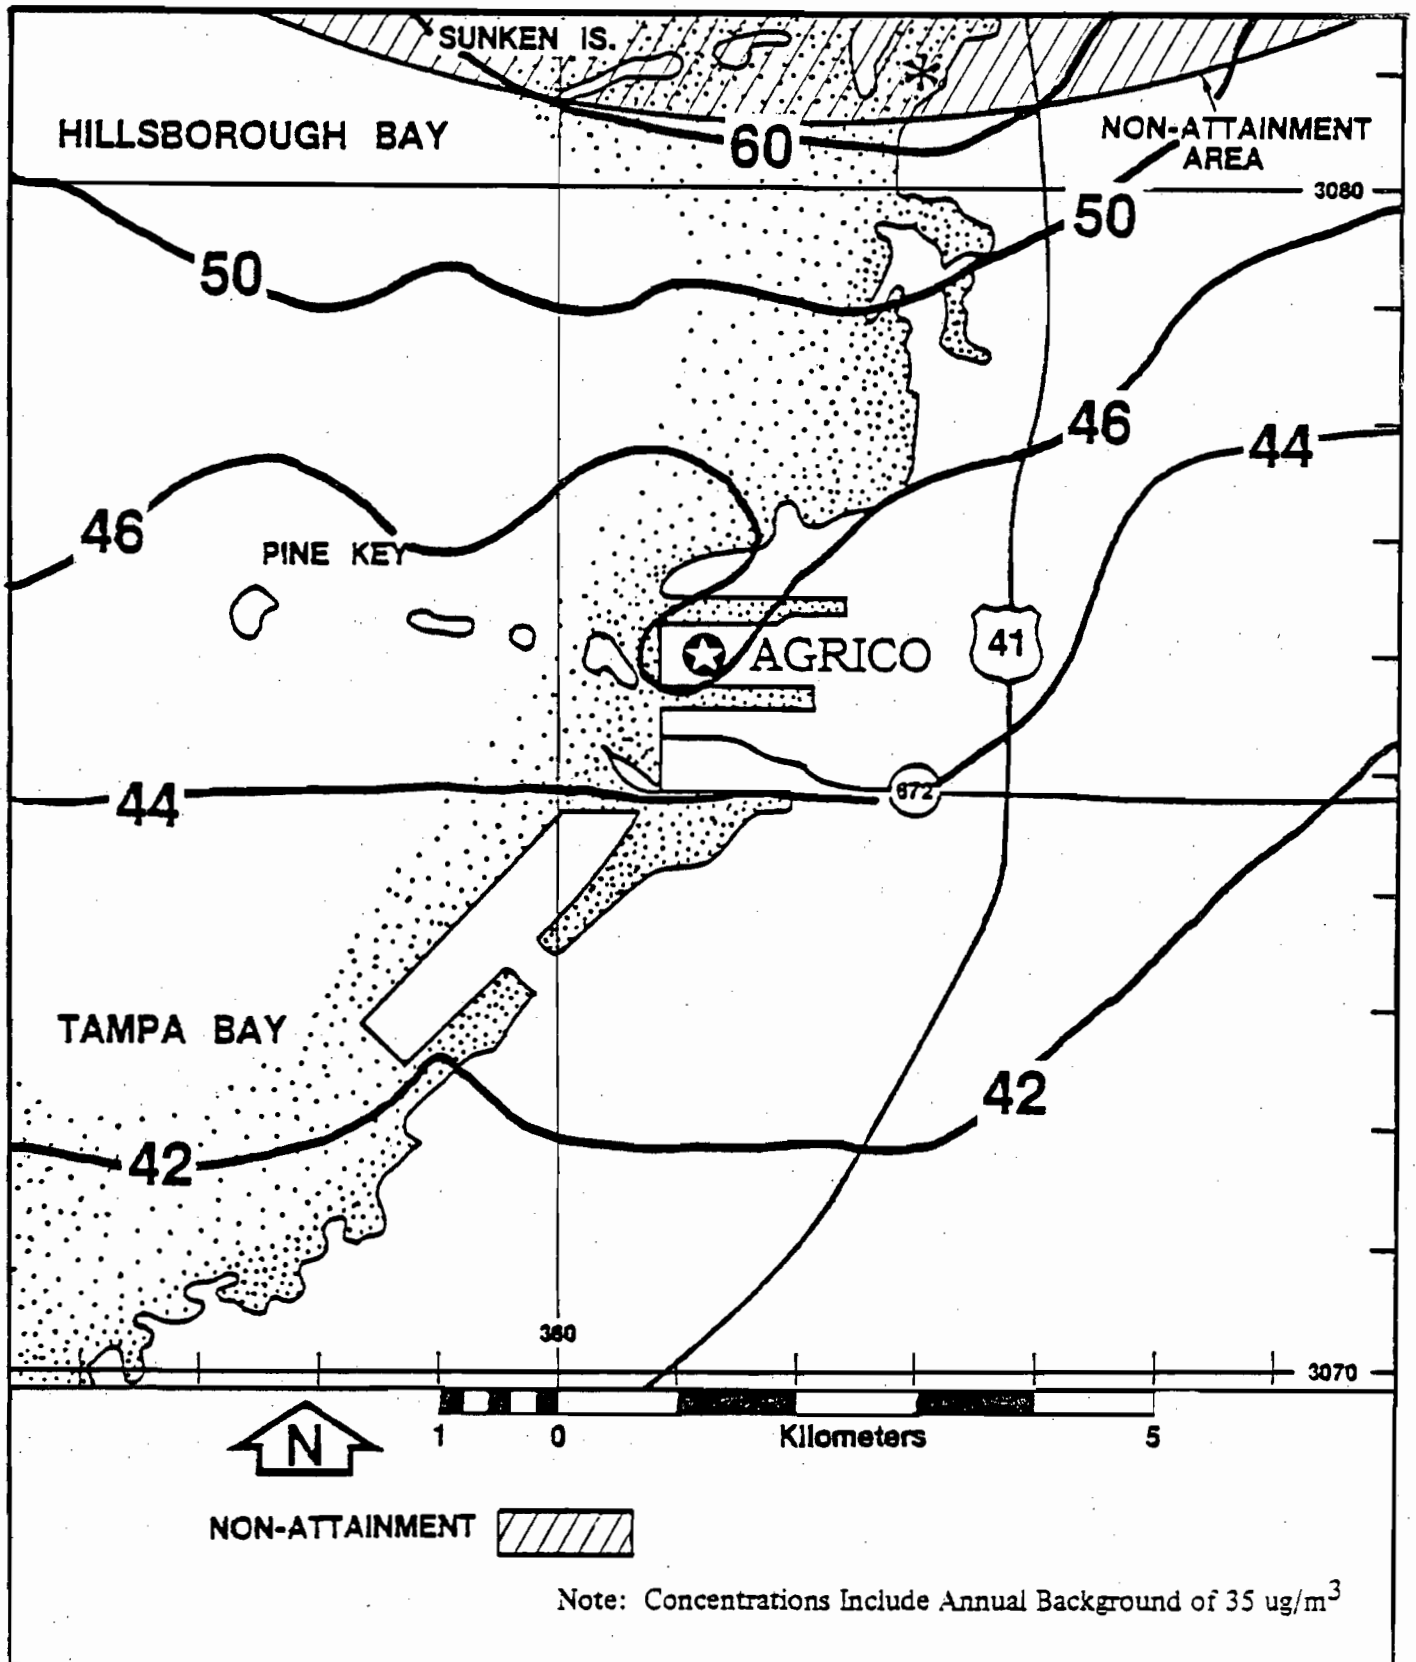 SUNKEN IS.
HILLSBOROUGH BAY
60
NON-ATTAINMENT
AREA
3080
50
50
46
44
46
PINE KEY
AGRICO
41
44
672
TAMPA BAY
42
42
360
3070
N
1 0 Kilometers 5
NON-ATTAINMENT
Note: Concentrations Include Annual Background of 35 ug/m³